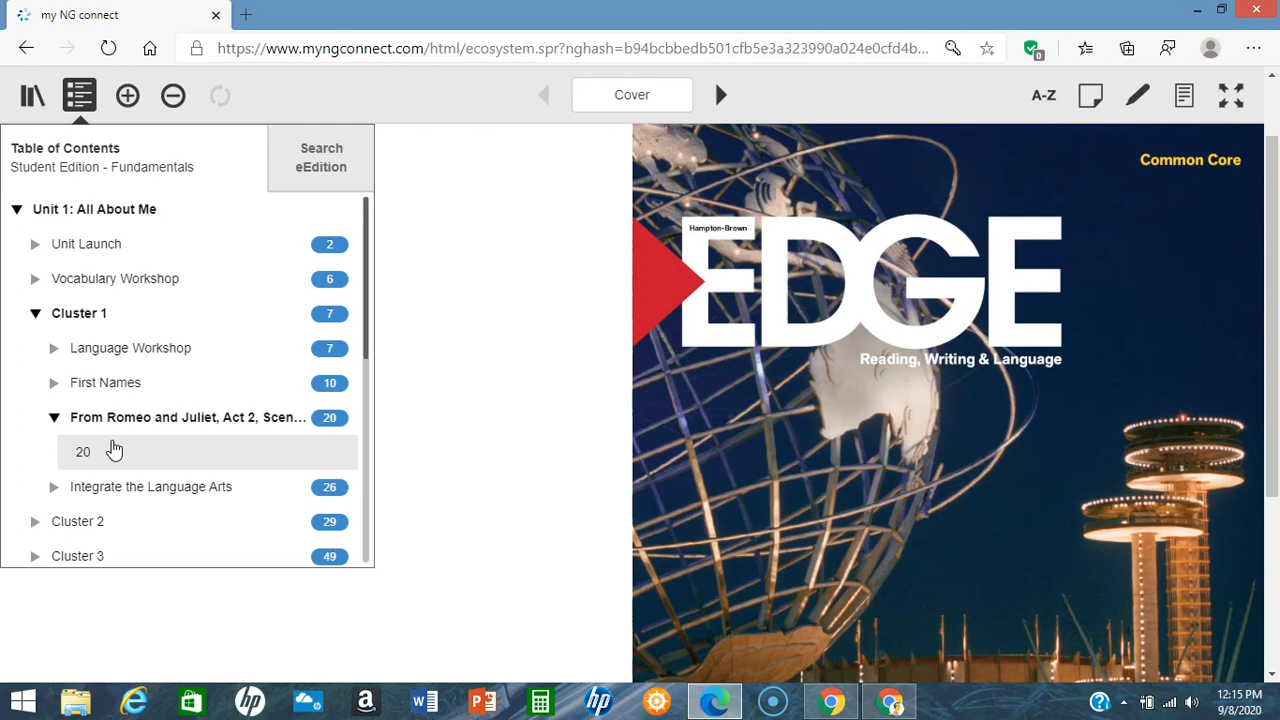 my NG connect
https://www.myngconnect.com/html/ecosystem.spr?nghash=b94bcbbedb501cfb5e3a323990a024e0cfd4b...
0
Cover
A-Z
Table of Contents
Student Edition - Fundamentals
Search
eEdition
Unit 1: All About Me
Unit Launch 2
Vocabulary Workshop 6
Cluster 1 7
Language Workshop 7
First Names 10
From Romeo and Juliet, Act 2, Scen... 20
20
Integrate the Language Arts 26
Cluster 2 29
Cluster 3 49
Common Core
Hampton-Brown
EDGE
Reading, Writing & Language
12:15 PM
9/8/2020